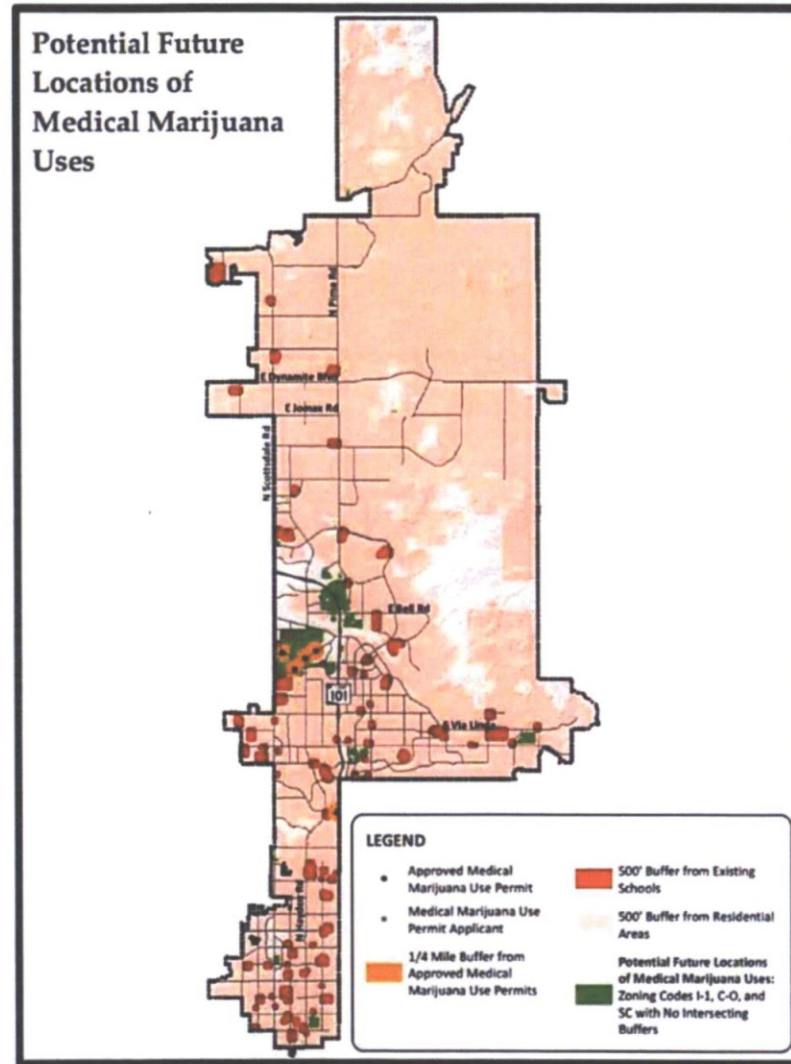 Potential Future
Locations of
Medical Marijuana
Uses
N Pima Rd
E Dynamite Blvd
E Jomax Rd
N Scottsdale Rd
E Bell Rd
101
E Via Linda
N Hayden Rd
LEGEND
Approved Medical
Marijuana Use Permit
Medical Marijuana Use
Permit Applicant
1/4 Mile Buffer from
Approved Medical
Marijuana Use Permits
500' Buffer from Existing
Schools
500' Buffer from Residential
Areas
Potential Future Locations
of Medical Marijuana Uses:
Zoning Codes I-1, C-O, and
SC with No Intersecting
Buffers